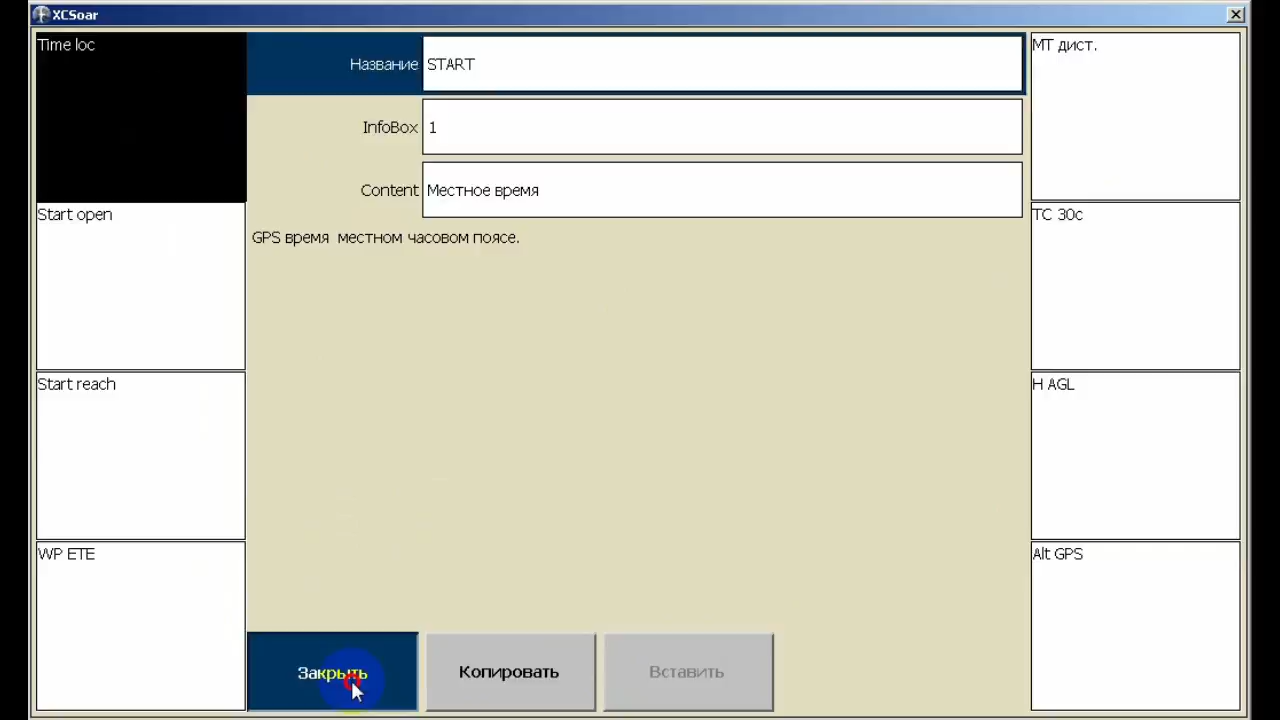 XCSoar
Time loc
Start open
Start reach
WP ETE
Название START
InfoBox 1
Content Местное время
GPS время местном часовом поясе.
Закрыть Копировать Вставить
МТ дист.
ТС 30с
H AGL
Alt GPS